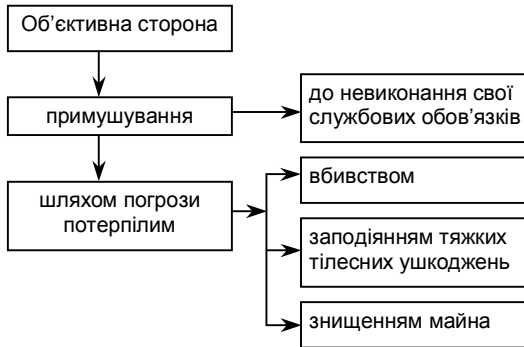 Об’єктивна сторона
примушування
до невиконання свої
службових обов’язків
шляхом погрози
потерпілим
вбивством
заподіянням тяжких
тілесних ушкоджень
знищенням майна